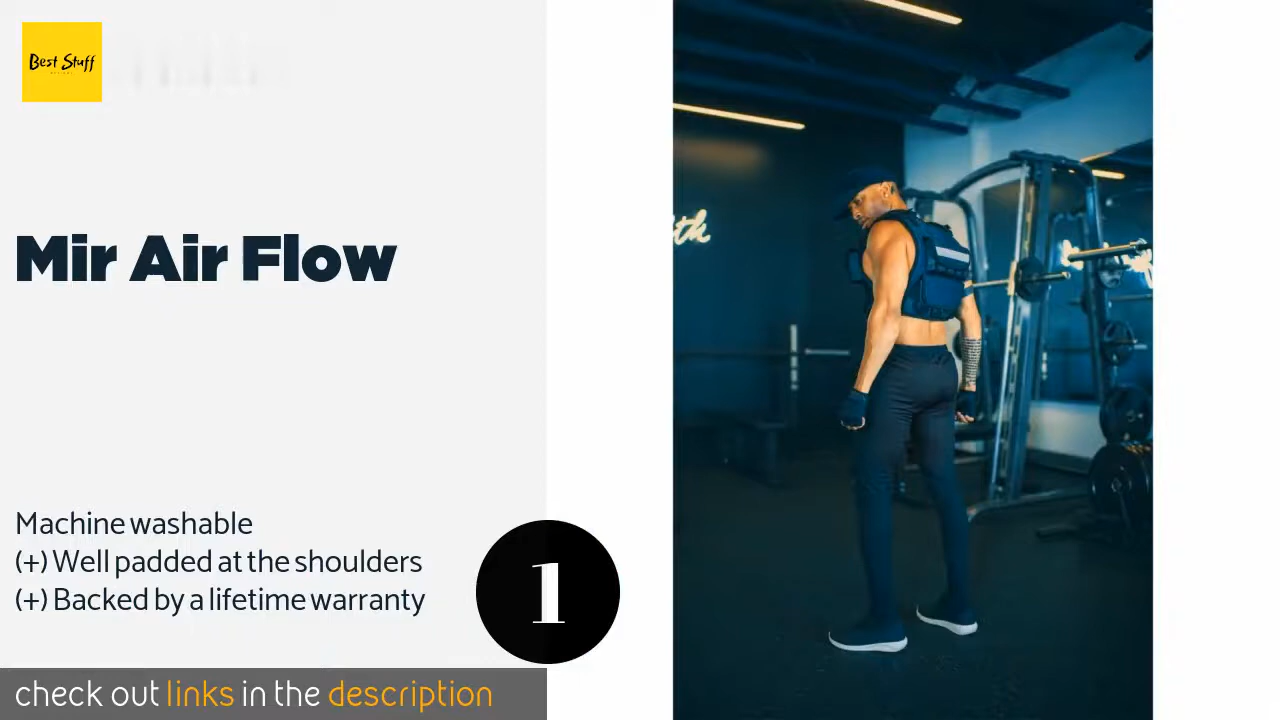 Best Stuff
Mir Air Flow
th
Machine washable
(+) Well padded at the shoulders
(+) Backed by a lifetime warranty
1
check out links in the description